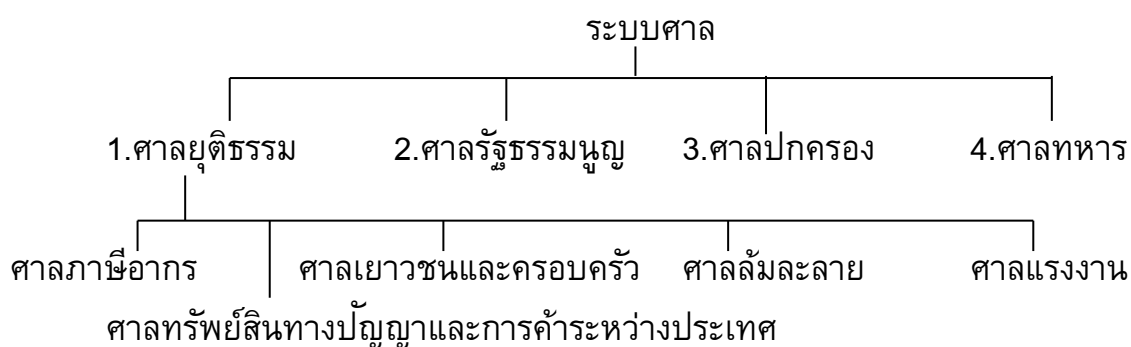 ระบบศาล
1.ศาลยุติธรรม 2.ศาลรัฐธรรมนูญ 3.ศาลปกครอง 4.ศาลทหาร
ศาลภาษีอากร ศาลเยาวชนและครอบครัว ศาลล้มละลาย ศาลแรงงาน
ศาลทรัพย์สินทางปัญญาและการค้าระหว่างประเทศ